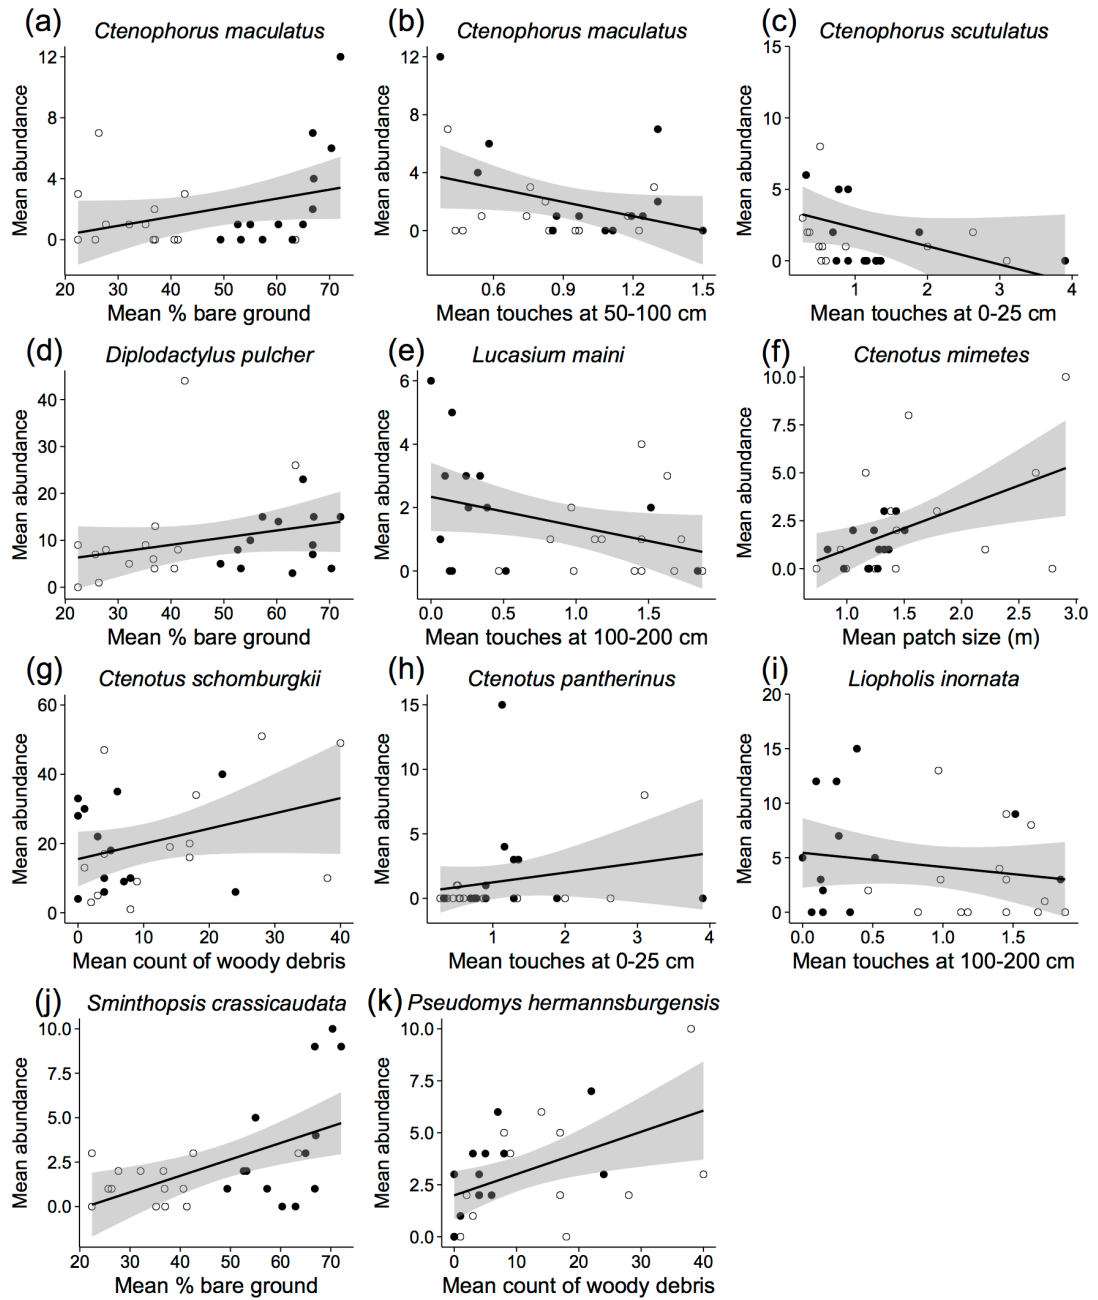 (a) Ctenophorus maculatus
(b) Ctenophorus maculatus
(c) Ctenophorus scutulatus
Mean abundance
12
8
4
0
20 30 40 50 60 70
Mean % bare ground
Mean abundance
12
8
4
0
0.6 0.9 1.2 1.5
Mean touches at 50-100 cm
Mean abundance
15
10
5
0
1 2 3 4
Mean touches at 0-25 cm
(d) Diplodactylus pulcher
(e) Lucasium maini
(f) Ctenotus mimetes
Mean abundance
40
30
20
10
0
20 30 40 50 60 70
Mean % bare ground
Mean abundance
6
4
2
0
0.0 0.5 1.0 1.5
Mean touches at 100-200 cm
Mean abundance
10.0
7.5
5.0
2.5
0.0
1.0 1.5 2.0 2.5 3.0
Mean patch size (m)
(g) Ctenotus schomburgkii
(h) Ctenotus pantherinus
(i) Liopholis inornata
Mean abundance
60
40
20
0
0 10 20 30 40
Mean count of woody debris
Mean abundance
15
10
5
0
1 2 3 4
Mean touches at 0-25 cm
Mean abundance
20
15
10
5
0
0.0 0.5 1.0 1.5
Mean touches at 100-200 cm
(j) Sminthopsis crassicaudata
(k) Pseudomys hermannsburgensis
Mean abundance
10.0
7.5
5.0
2.5
0.0
20 30 40 50 60 70
Mean % bare ground
Mean abundance
10.0
7.5
5.0
2.5
0.0
0 10 20 30 40
Mean count of woody debris